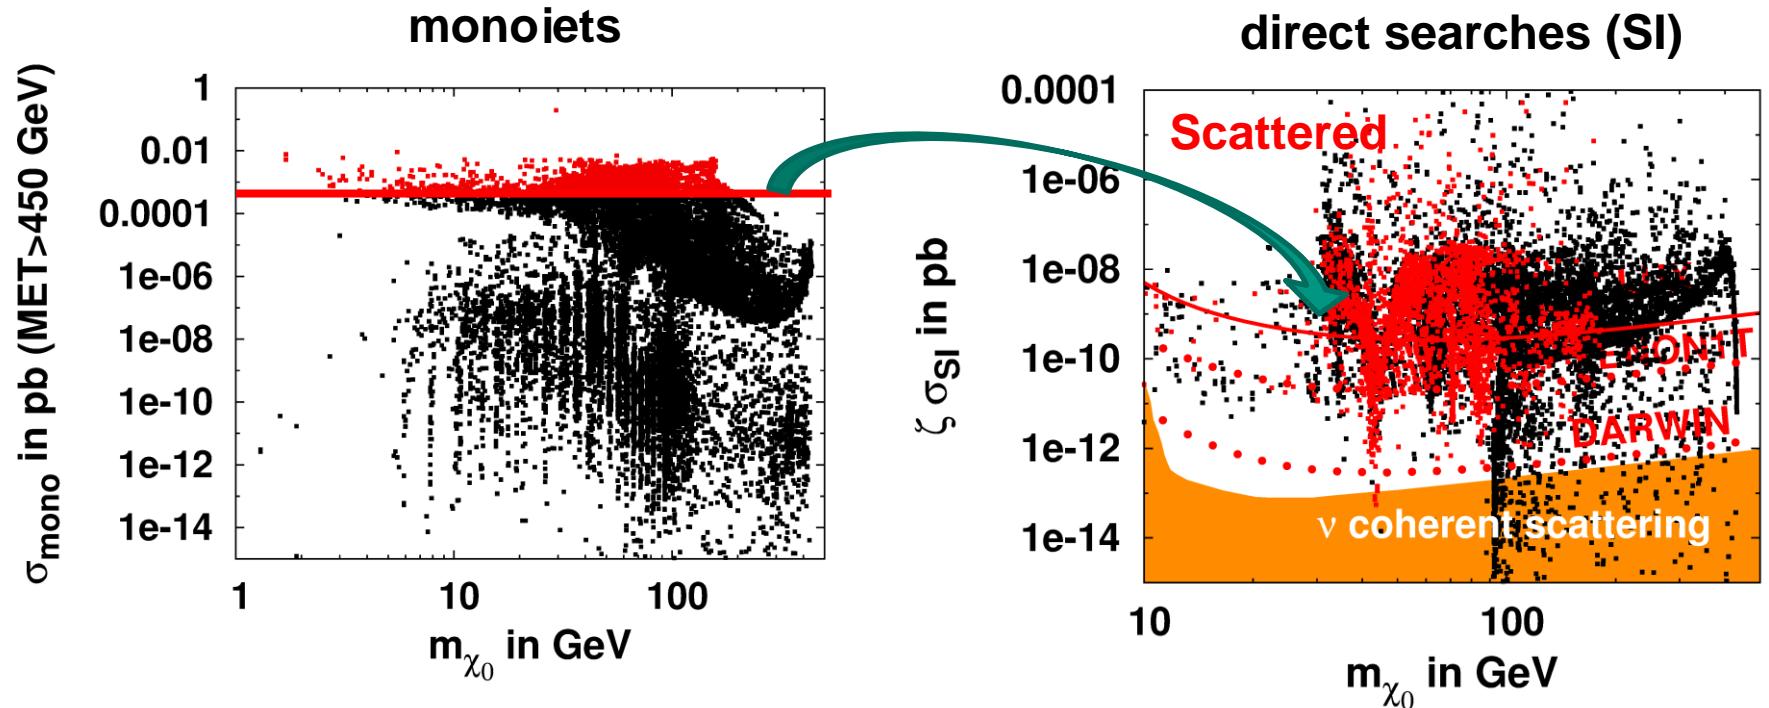 monojets
direct searches (SI)
σmono in pb (MET>450 GeV)
1
0.01
0.0001
1e-06
1e-08
1e-10
1e-12
1e-14
1
10
100
mχ0 in GeV
ζ σSI in pb
0.0001
1e-06
1e-08
1e-10
1e-12
1e-14
Scattered
DARWIN
ν coherent scattering
10
100
mχ0 in GeV